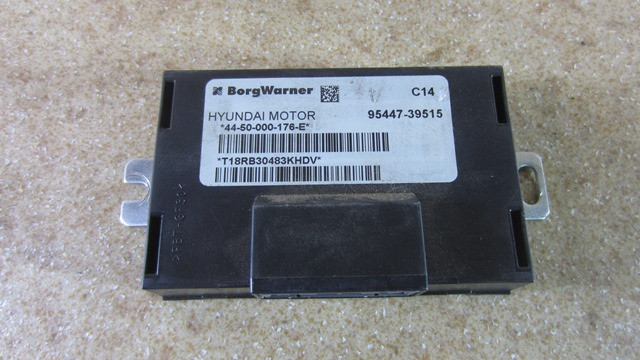 BorgWarner C14
HYUNDAI MOTOR 95447-39515
*44-50-000-176-E*
*T18RB30483KHDV*